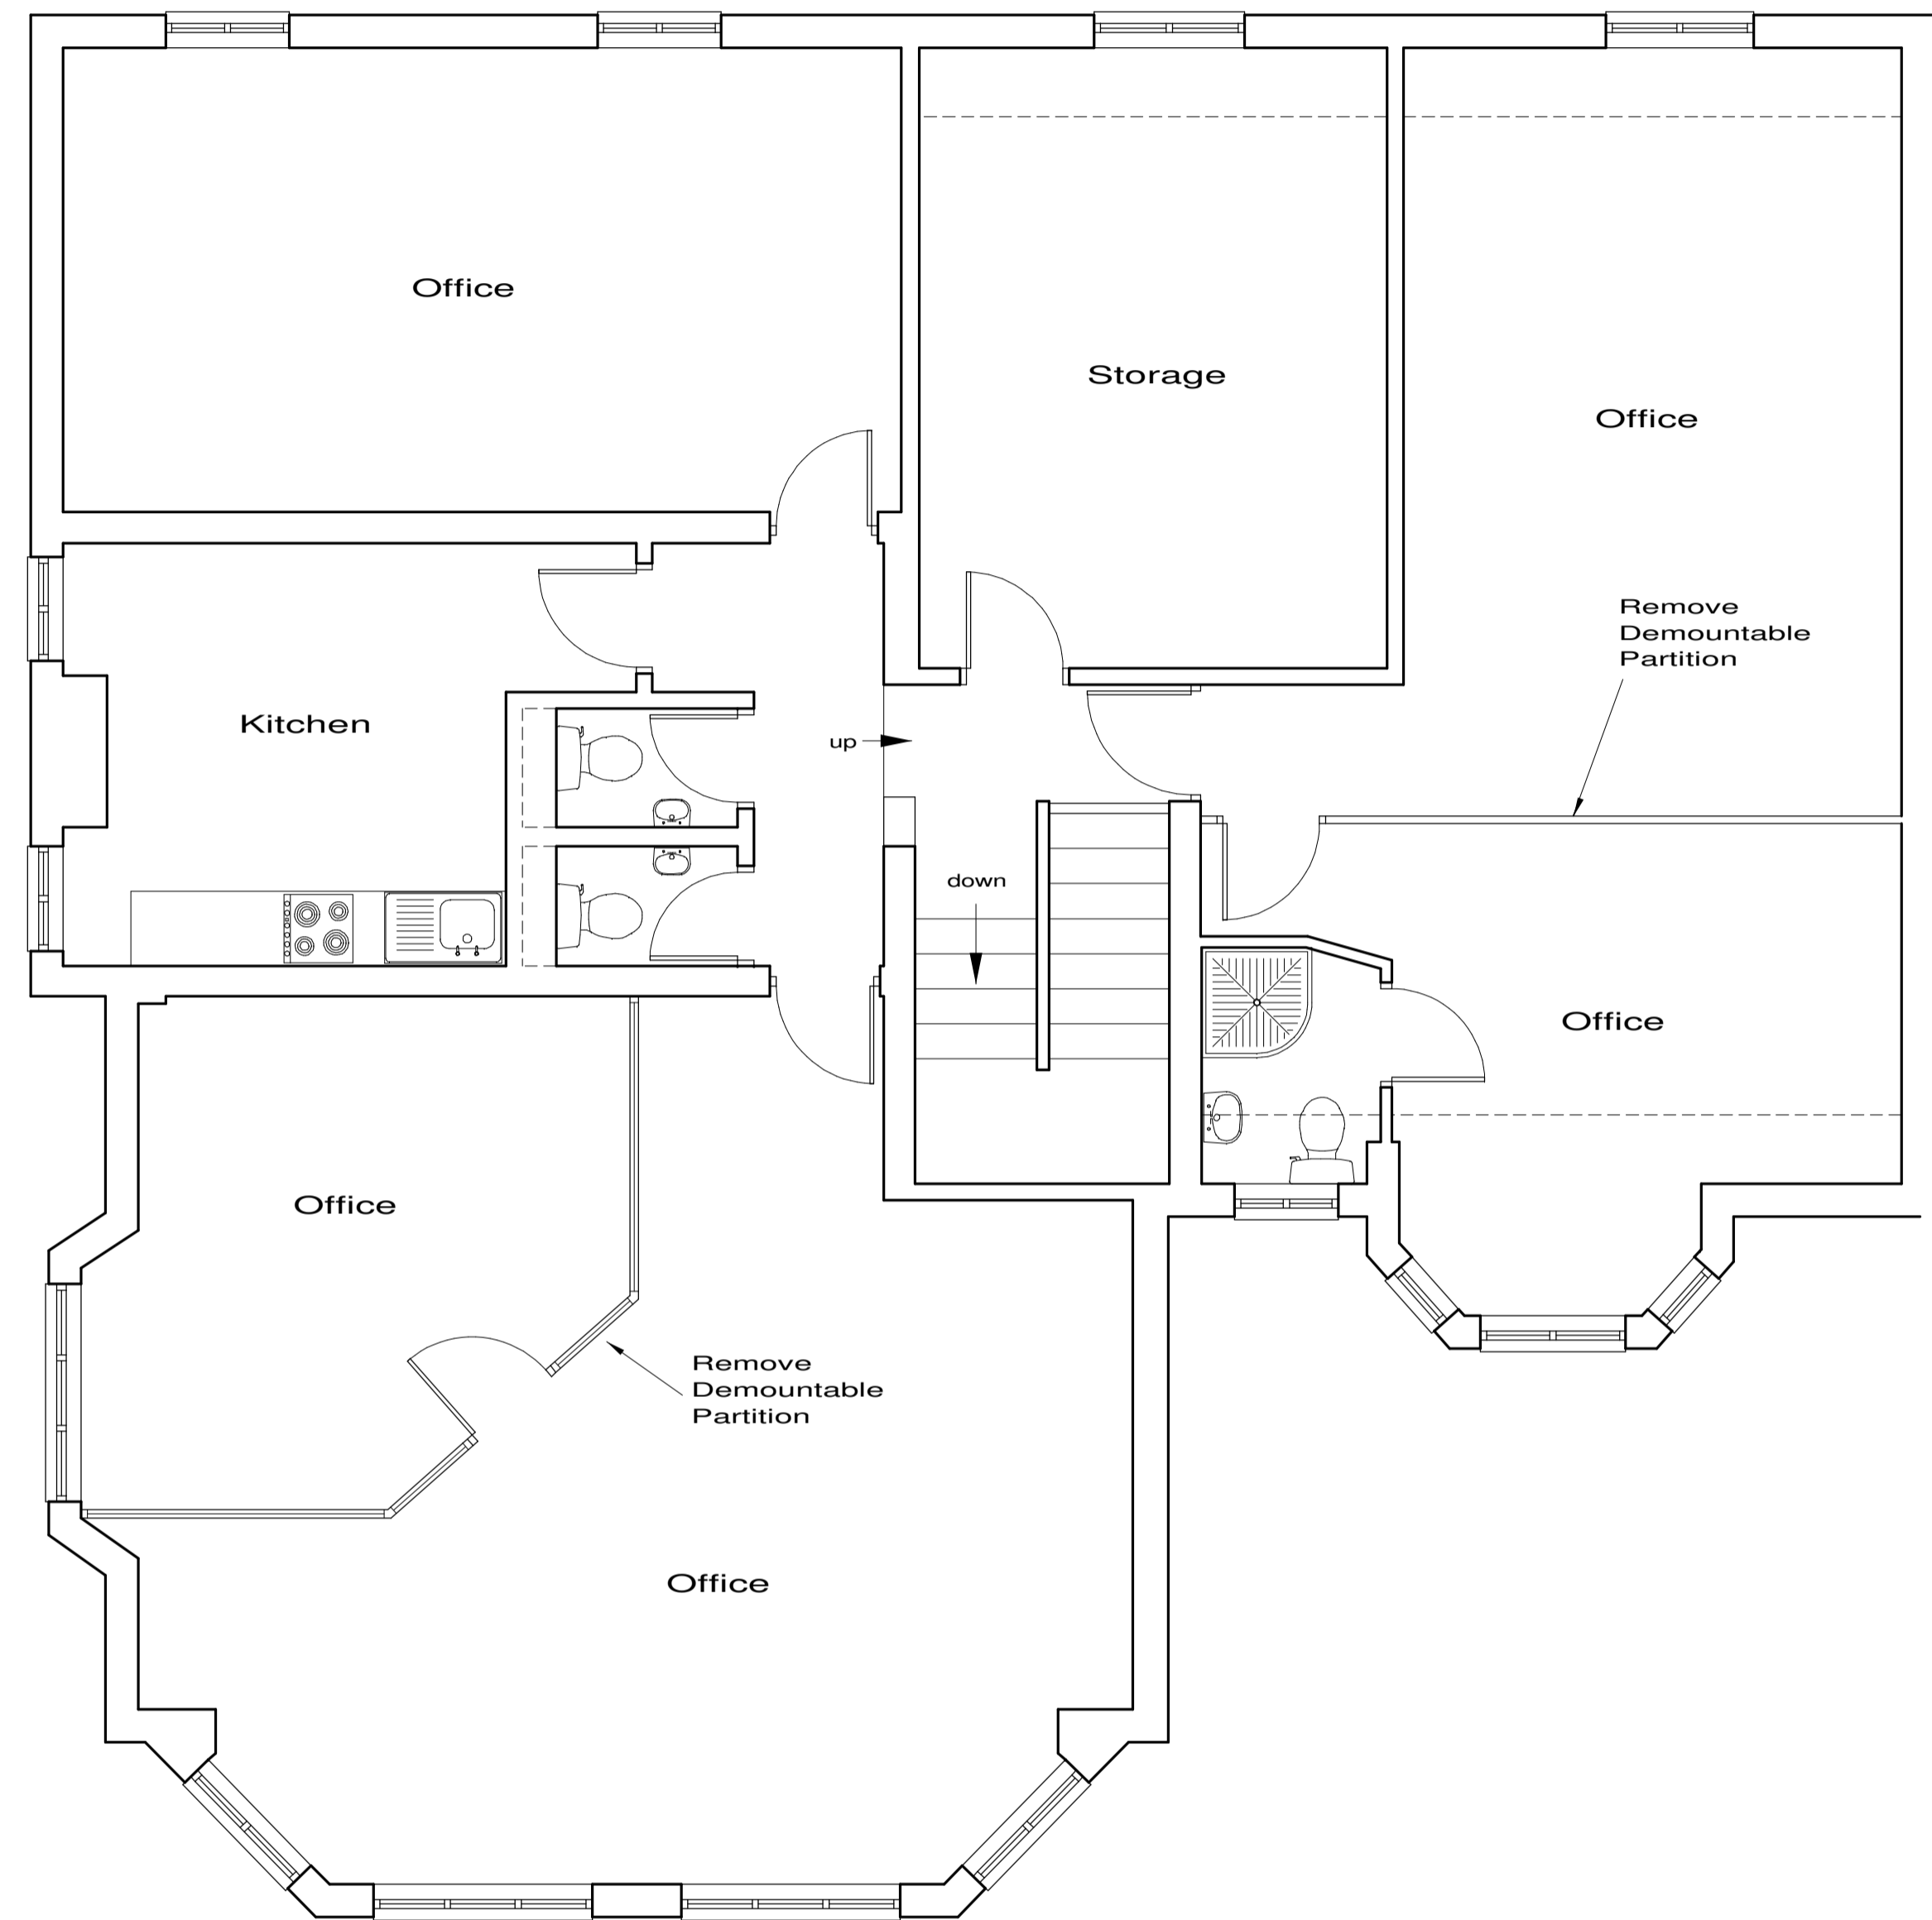 Office
Storage
Office
Remove
Demountable
Partition
Kitchen
up
down
Office
Office
Remove
Demountable
Partition
Office